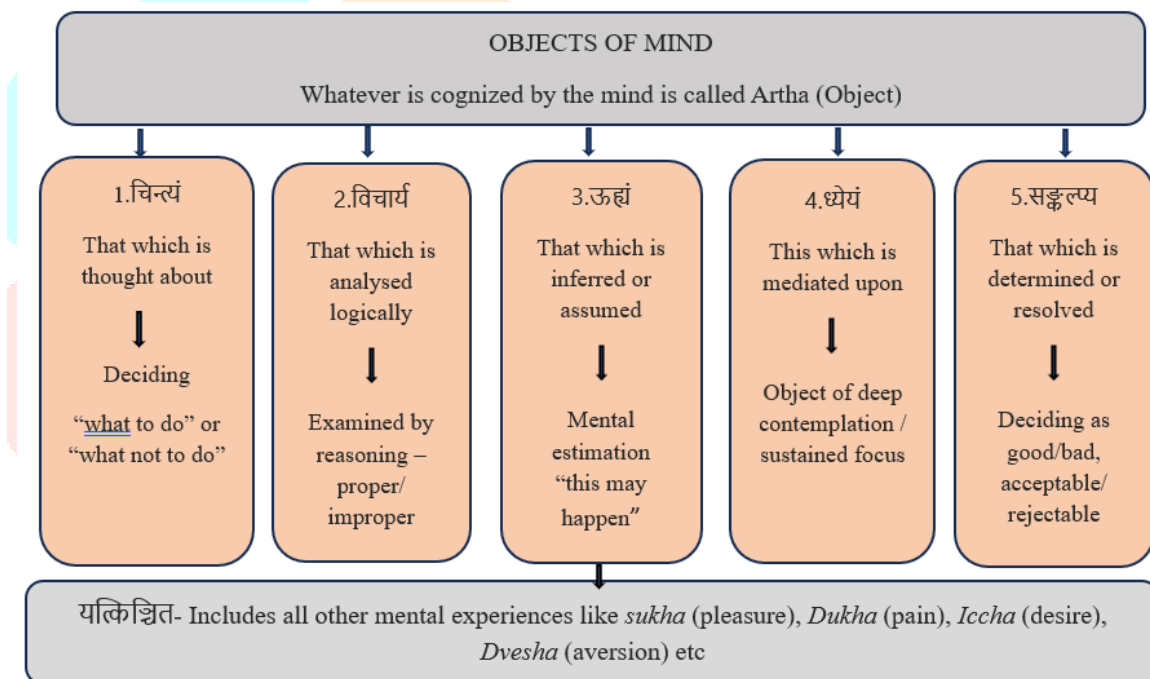 OBJECTS OF MIND
Whatever is cognized by the mind is called Artha (Object)
1.चिन्त्यं
That which is
thought about
Deciding
“what to do” or
“what not to do”
2.विचार्य
That which is
analysed
logically
Examined by
reasoning –
proper/
improper
3.ऊह्यं
That which is
inferred or
assumed
Mental
estimation
“this may
happen”
4.ध्येयं
This which is
mediated upon
Object of deep
contemplation /
sustained focus
5.सङ्कल्प्य
That which is
determined or
resolved
Deciding as
good/bad,
acceptable/
rejectable
यत्किञ्चित- Includes all other mental experiences like sukha (pleasure), Dukha (pain), Iccha (desire),
Dvesha (aversion) etc